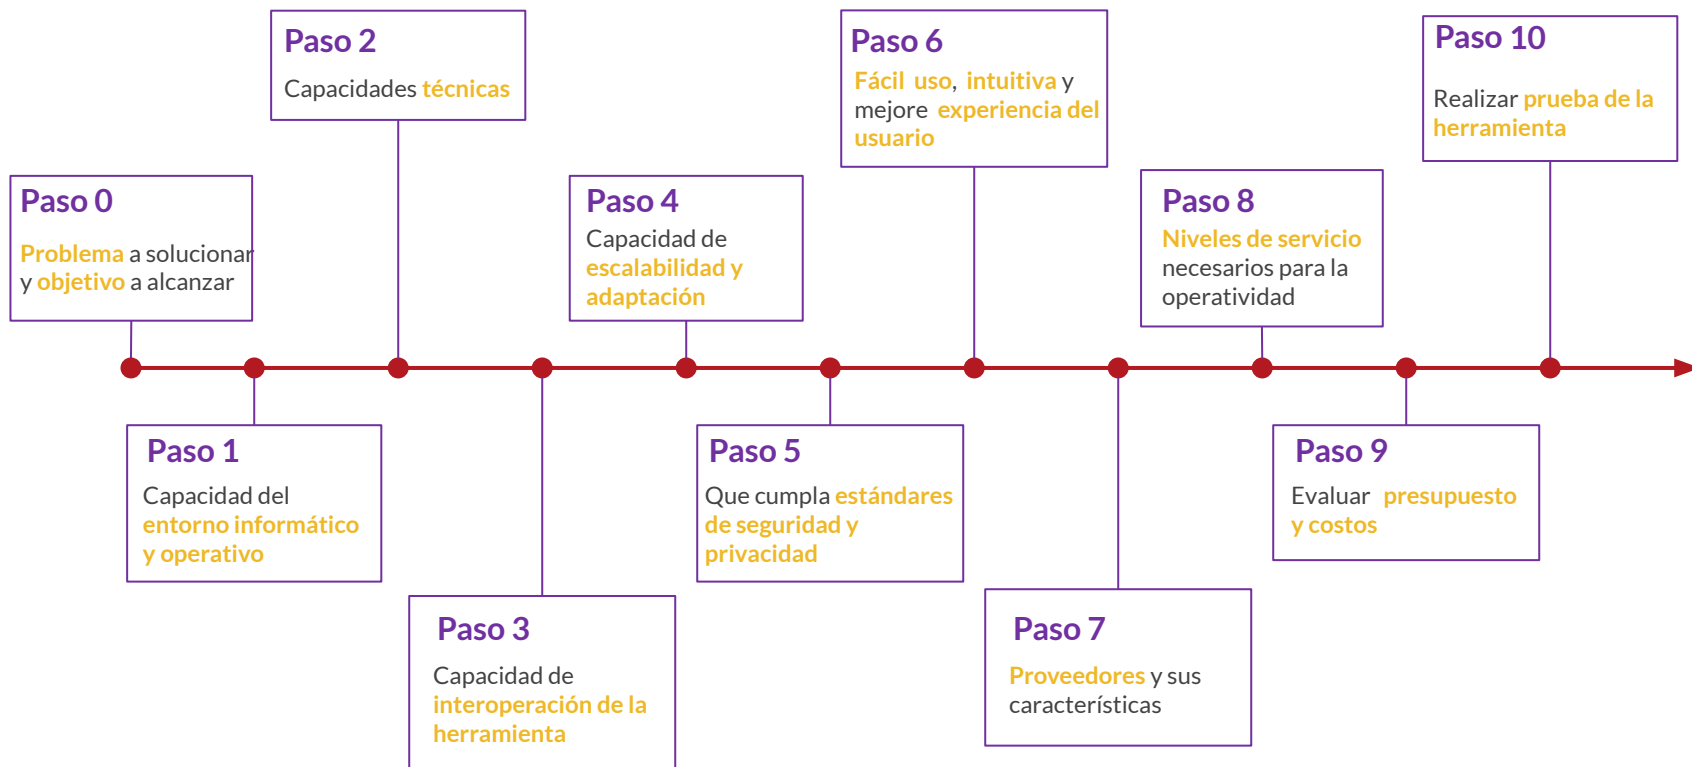 Paso 0
Problema a solucionar
y objetivo a alcanzar
Paso 1
Capacidad del
entorno informático
y operativo
Paso 2
Capacidades técnicas
Paso 3
Capacidad de
interoperación de la
herramienta
Paso 4
Capacidad de
escalabilidad y
adaptación
Paso 5
Que cumpla estándares
de seguridad y
privacidad
Paso 6
Fácil uso, intuitiva y
mejore experiencia del
usuario
Paso 7
Proveedores y sus
características
Paso 8
Niveles de servicio
necesarios para la
operatividad
Paso 9
Evaluar presupuesto
y costos
Paso 10
Realizar prueba de la
herramienta